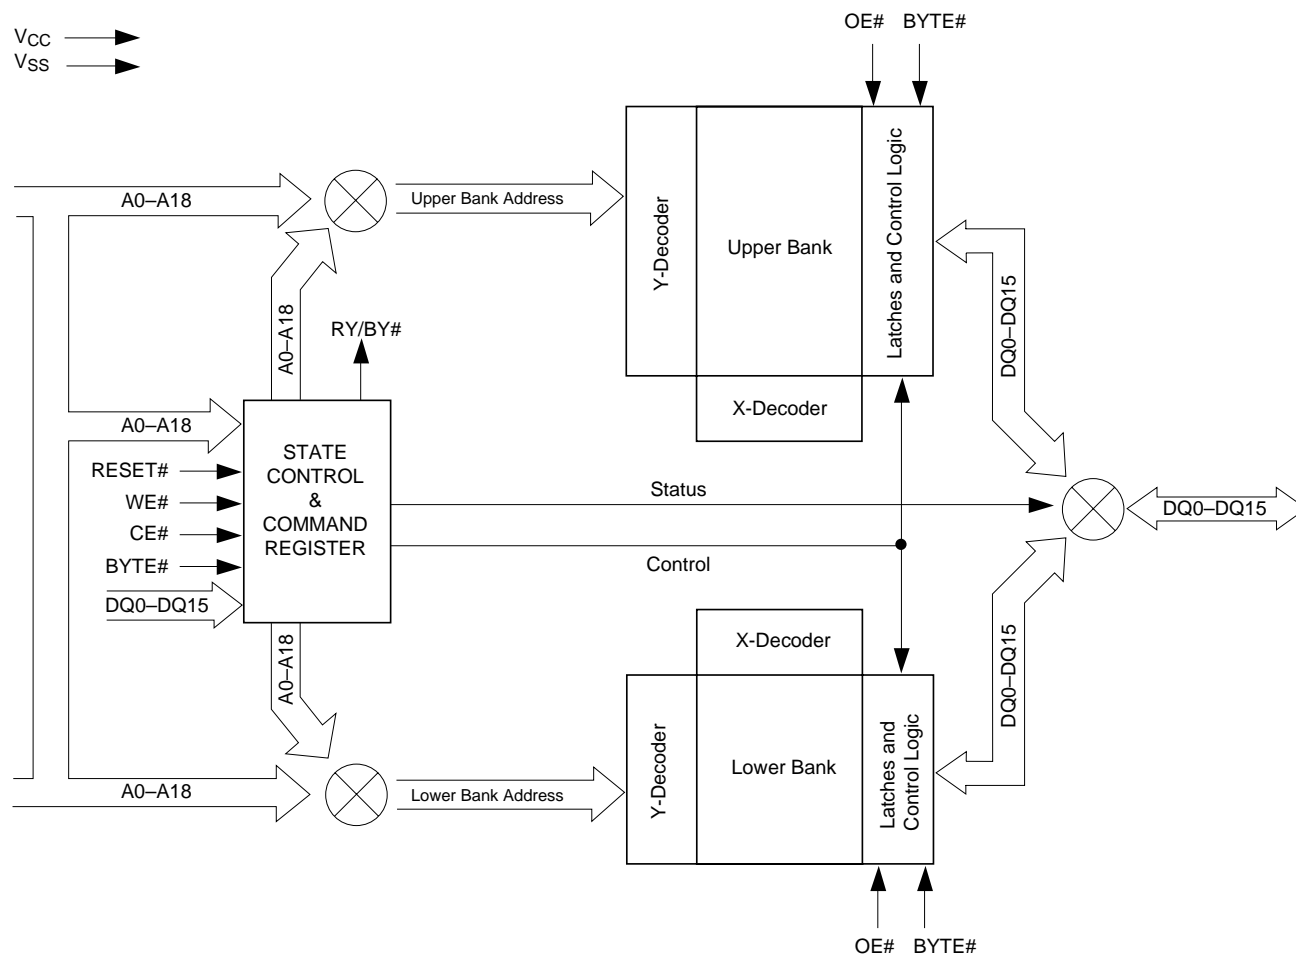 VCC
VSS
OE# BYTE#
A0–A18
Upper Bank Address
Y-Decoder
Upper Bank
Latches and Control Logic
X-Decoder
A0–A18
RY/BY#
DQ0–DQ15
A0–A18
RESET#
WE#
CE#
BYTE#
DQ0–DQ15
STATE
CONTROL
&
COMMAND
REGISTER
Status
Control
DQ0–DQ15
A0–A18
X-Decoder
DQ0–DQ15
A0–A18
Lower Bank Address
Y-Decoder
Lower Bank
Latches and
Control Logic
OE# BYTE#